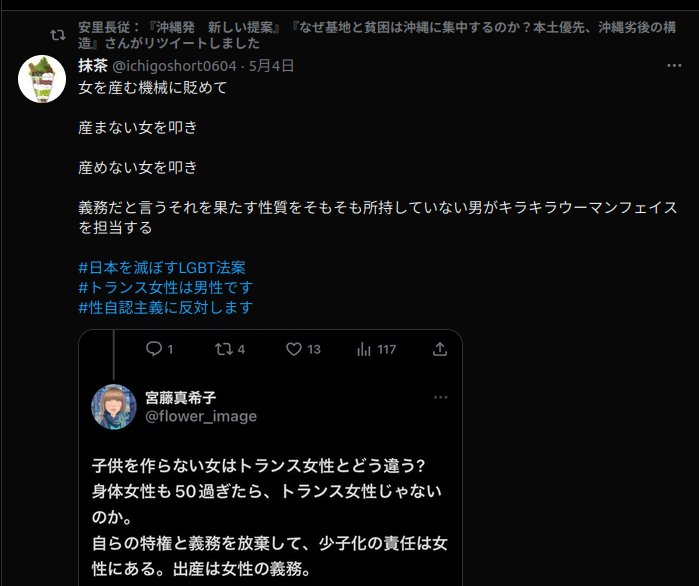 安里長従：『沖縄発　新しい提案』『なぜ基地と貧困は沖縄に集中するのか？本土優先、沖縄劣後の構
造』さんがリツイートしました
抹茶 @ichigoshort0604 · 5月4日
女を産む機械に貶めて
産まない女を叩き
産めない女を叩き
義務だと言うそれを果たす性質をそもそも所持していない男がキラキラウーマンフェイス
を担当する
#日本を滅ぼすLGBT法案
#トランス女性は男性です
#性自認主義に反対します
1 4 13 117
宮藤真希子
@flower_image
子供を作らない女はトランス女性とどう違う?
身体女性も50過ぎたら、トランス女性じゃない
のか。
自らの特権と義務を放棄して、少子化の責任は女
性にある。出産は女性の義務。